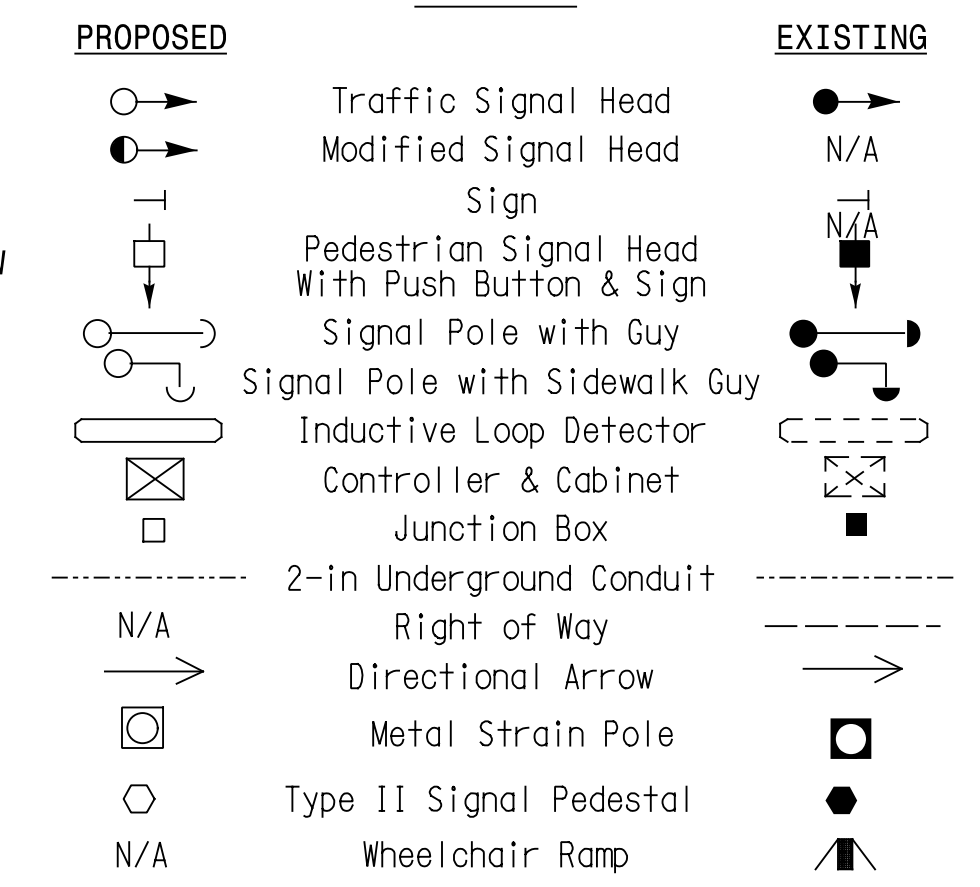 PROPOSED EXISTING
Traffic Signal Head
Modified Signal Head N/A
Sign
N/A
Pedestrian Signal Head
With Push Button & Sign
Signal Pole with Guy
Signal Pole with Sidewalk Guy
Inductive Loop Detector
Controller & Cabinet
Junction Box
2-in Underground Conduit
N/A Right of Way
Directional Arrow
Metal Strain Pole
Type II Signal Pedestal
N/A Wheelchair Ramp